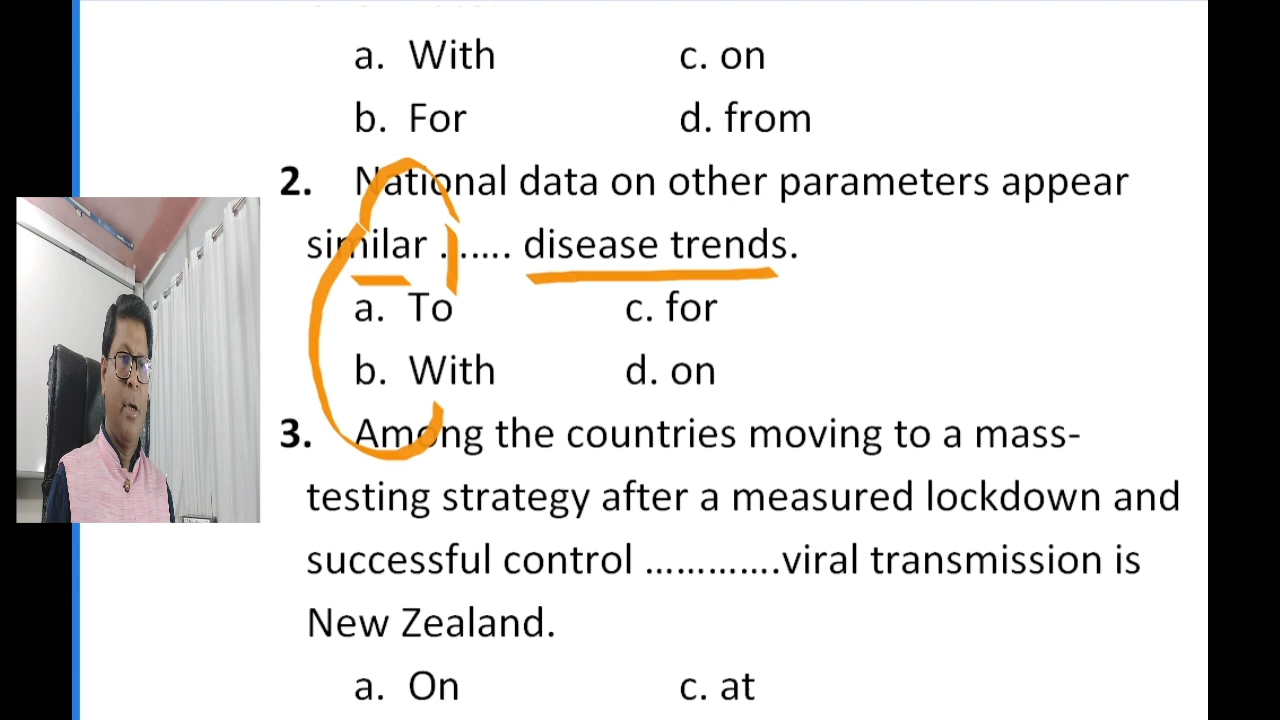 a. With c. on
b. For d. from
2. National data on other parameters appear
similar ....... disease trends.
a. To c. for
b. With d. on
3. Among the countries moving to a mass-
testing strategy after a measured lockdown and
successful control .............viral transmission is
New Zealand.
a. On c. at